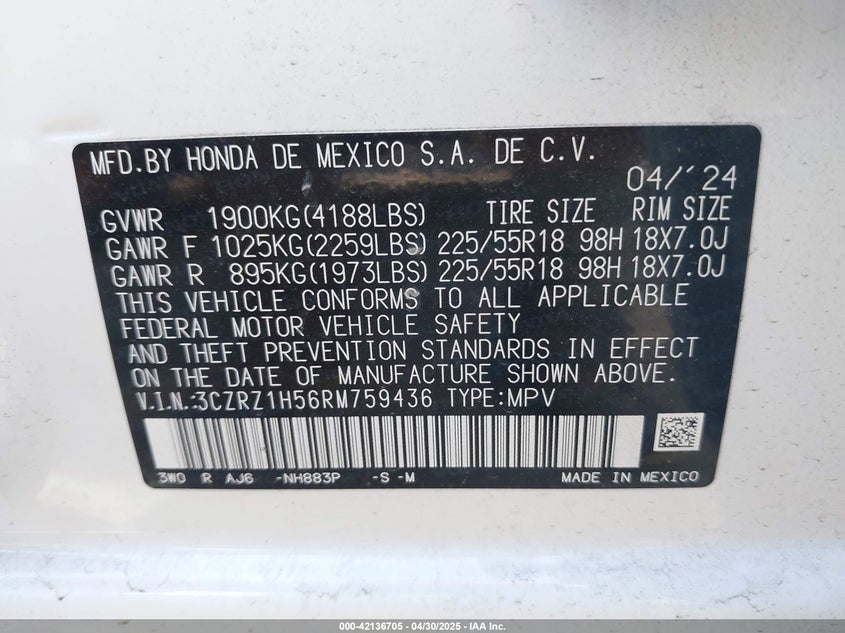 MFD.BY HONDA DE MEXICO S.A. DE C.V.
04/'24
GVWR 1900KG(4188LBS) TIRE SIZE RIM SIZE
GAWR F 1025KG(2259LBS) 225/55R18 98H 18X7.0J
GAWR R 895KG(1973LBS) 225/55R18 98H 18X7.0J
THIS VEHICLE CONFORMS TO ALL APPLICABLE
FEDERAL MOTOR VEHICLE SAFETY
AND THEFT PREVENTION STANDARDS IN EFFECT
ON THE DATE OF MANUFACTURE SHOWN ABOVE.
V.I.N.:3CZRZ1H56RM759436 TYPE:MPV
3W0 R AJ6 -NH883P -S -M MADE IN MEXICO
000-42136705 - 04/30/2025 - IAA Inc.